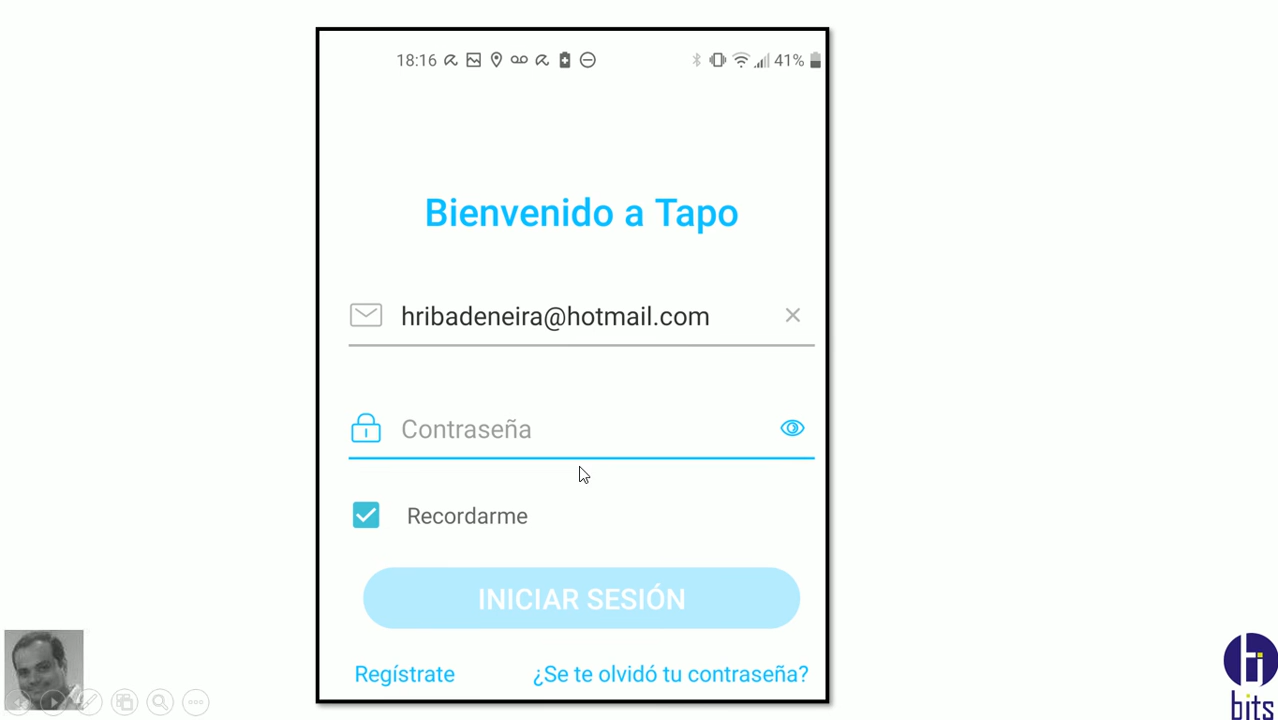 18:16 41%
Bienvenido a Tapo
hribadeneira@hotmail.com
Contraseña
Recordarme
INICIAR SESIÓN
Regístrate ¿Se te olvidó tu contraseña?
hi
bits